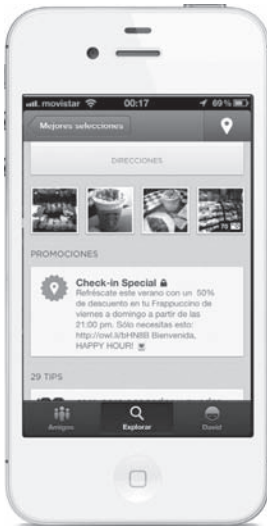 movistar 00:17 69%
Mejores selecciones
DIRECCIONES
70
PROMOCIONES
Check-in Special
Refréscate este verano con un 50%
de descuento en tu Frappuccino de
viernes a domingo a partir de las
21:00 pm. Sólo necesitas esto:
http://owl.li/bHN8B Bienvenida,
HAPPY HOUR!
29 TIPS
Amigos Explorar David